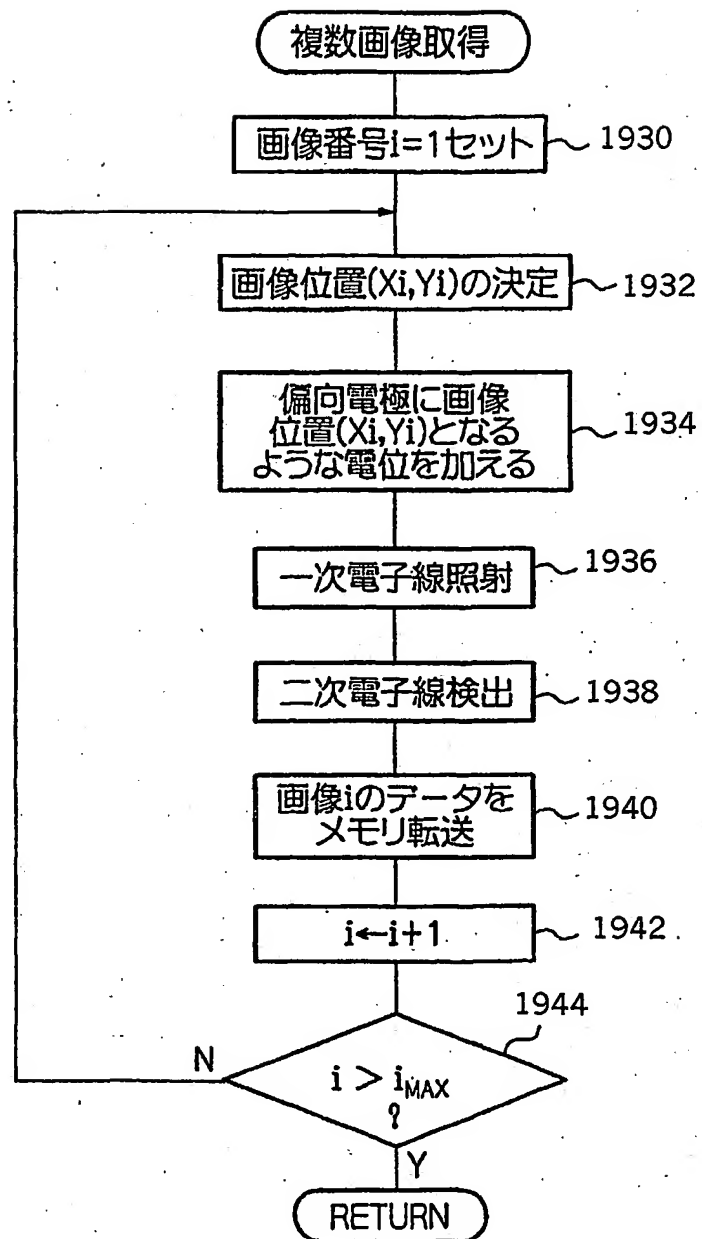 複数画像取得
画像番号i=1セット
1930
画像位置(Xi,Yi)の決定
1932
偏向電極に画像
位置(Xi,Yi)となる
ような電位を加える
1934
一次電子線照射
1936
二次電子線検出
1938
画像iのデータを
メモリ転送
1940
i←i+1
1942
1944
N
i > iMAX
?
Y
RETURN